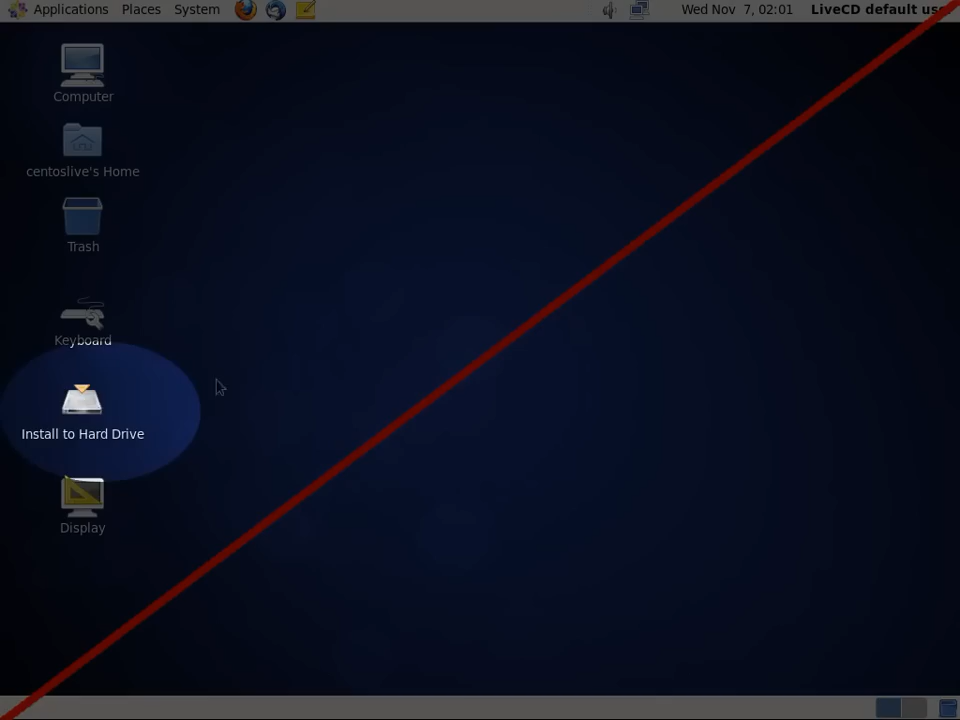 Applications Places System Wed Nov 7, 02:01 LiveCD default us
Computer
centoslive's Home
Trash
Keyboard
Install to Hard Drive
Display